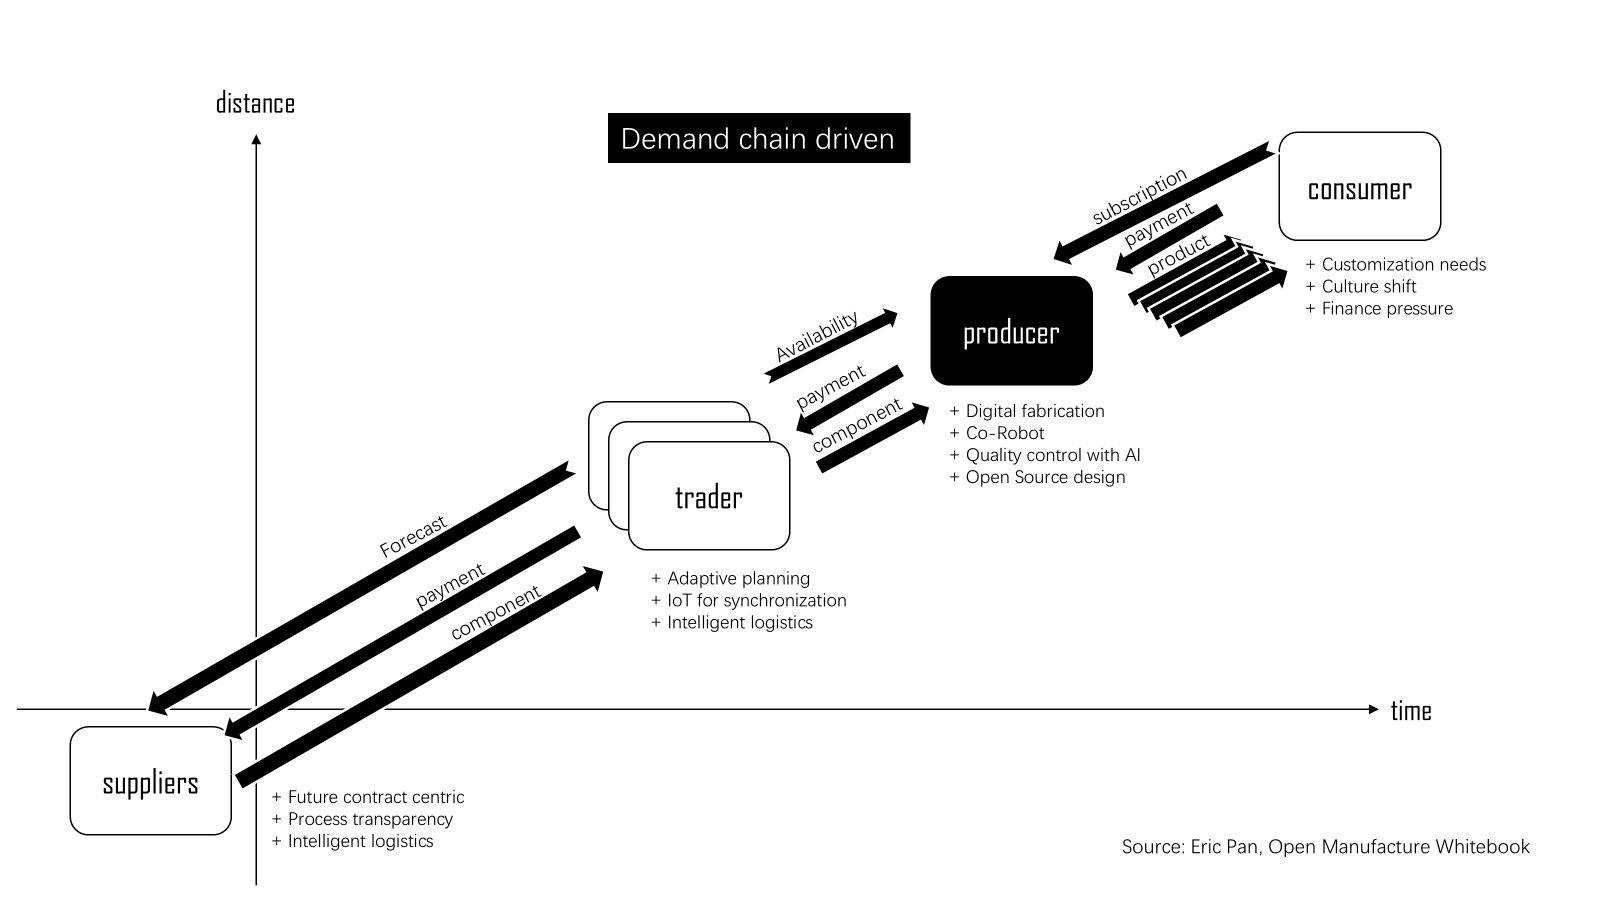 distance
Demand chain driven
consumer
subscription
payment
product
+ Customization needs
+ Culture shift
+ Finance pressure
Availability
producer
payment
component
+ Digital fabrication
+ Co-Robot
+ Quality control with AI
+ Open Source design
trader
Forecast
payment
component
+ Adaptive planning
+ IoT for synchronization
+ Intelligent logistics
time
suppliers
+ Future contract centric
+ Process transparency
+ Intelligent logistics
Source: Eric Pan, Open Manufacture Whitebook